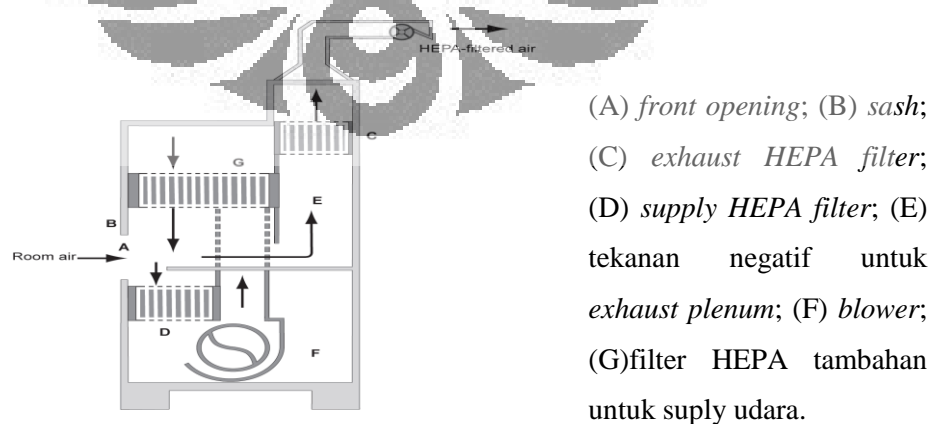 HEPA-filtered air
C
G
E
B
A
Room air
D
F
(A) front opening; (B) sash;
(C) exhaust HEPA filter;
(D) supply HEPA filter; (E)
tekanan negatif untuk
exhaust plenum; (F) blower;
(G)filter HEPA tambahan
untuk suply udara.